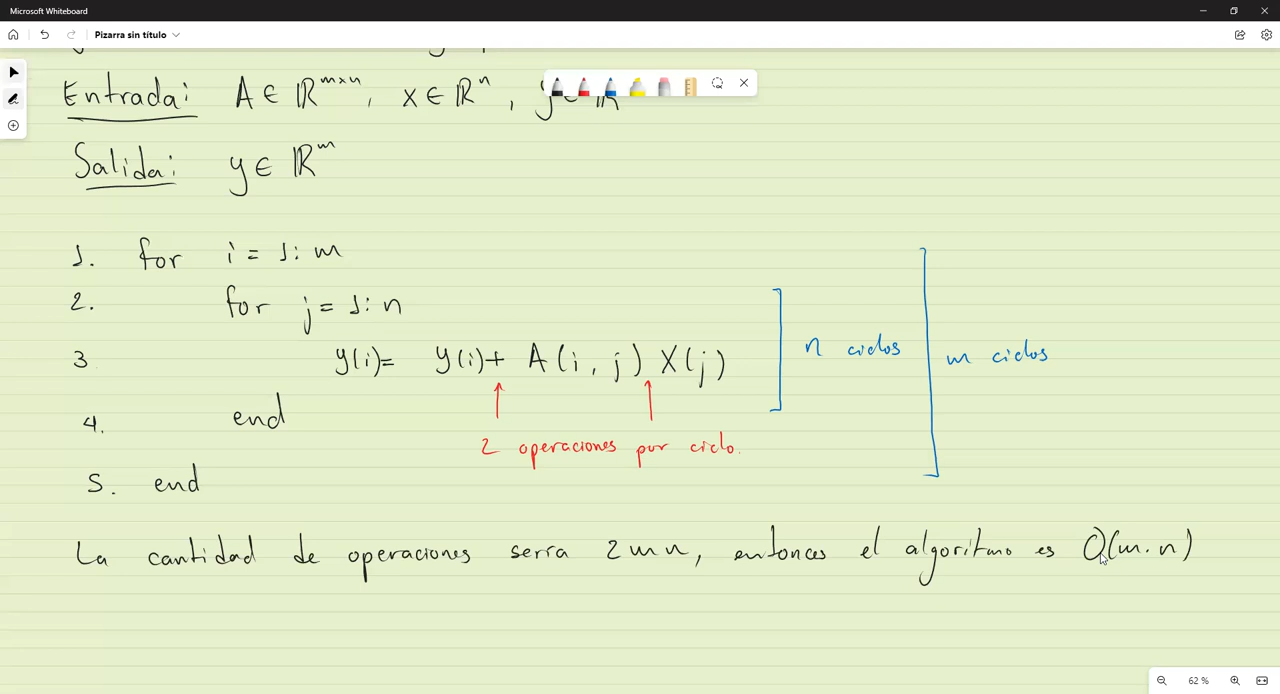 Microsoft Whiteboard
Pizarra sin título
Entrada: A ∈ ℝ^{m×n}, x ∈ ℝ^n, y ∈ ℝ
Salida: y ∈ ℝ^m
1. for i = 1:m
2. for j = 1:n
3 y(i)= y(i)+ A(i,j) X(j)
n ciclos
m ciclos
4. end
2 operaciones por ciclo.
5. end
La cantidad de operaciones serra 2mn, entonces el algoritmo es O(m.n)
62 %